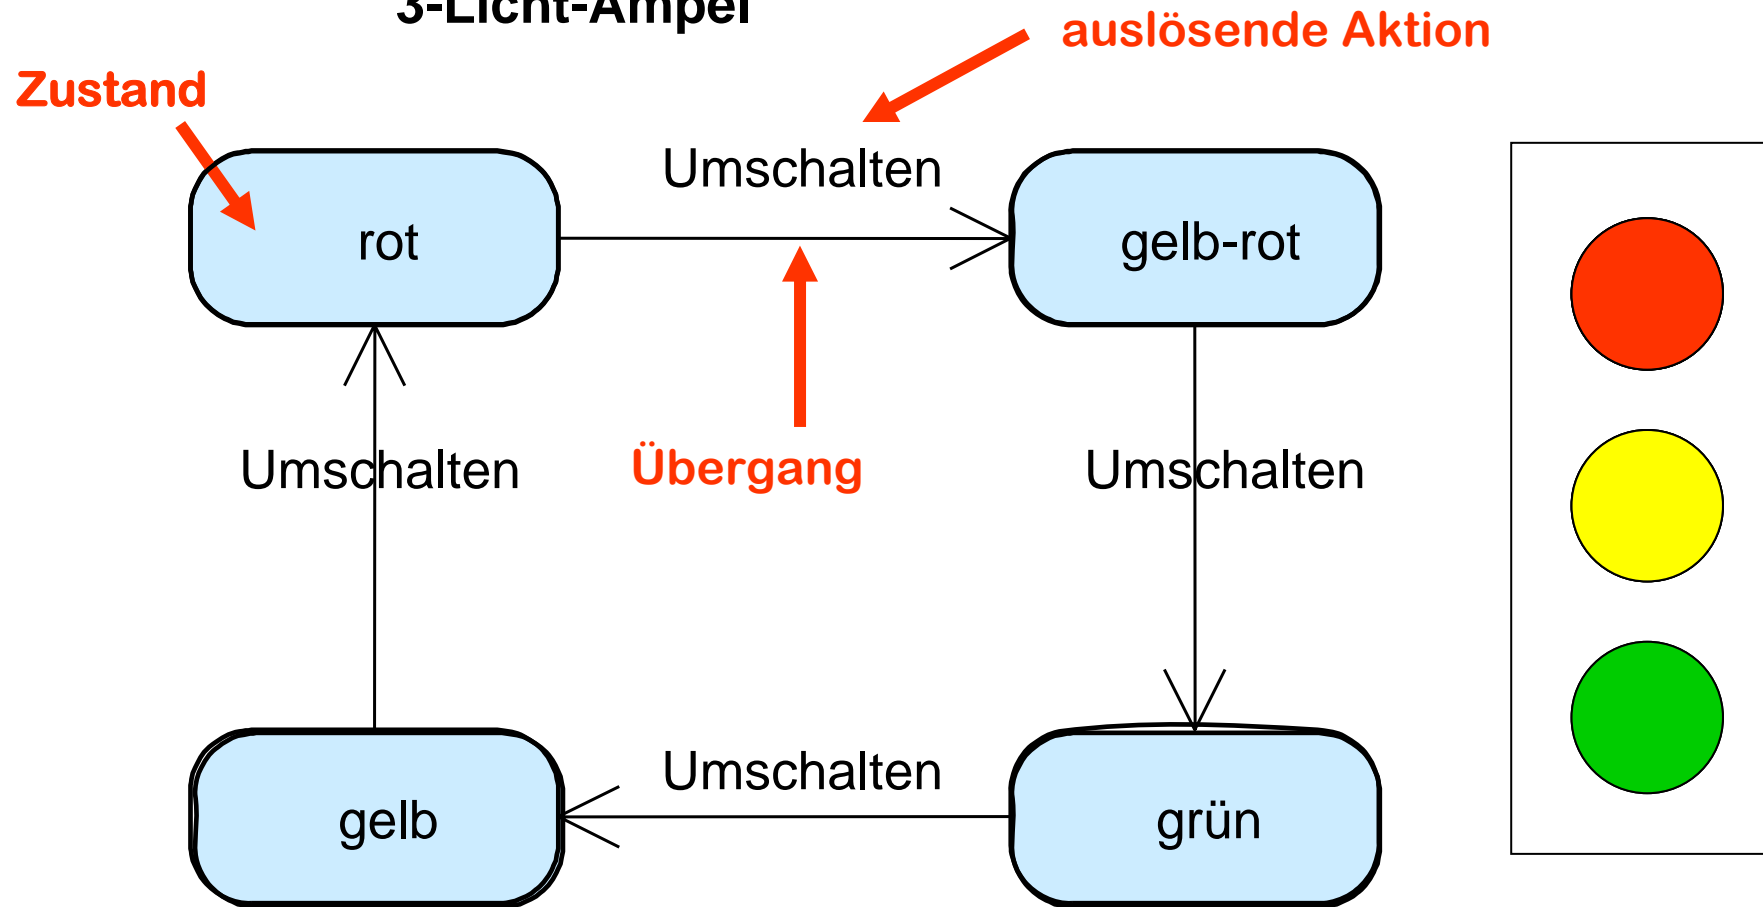 3-Licht-Ampel
auslösende Aktion
Zustand
Umschalten
rot
gelb-rot
Umschalten
Übergang
Umschalten
Umschalten
gelb
grün